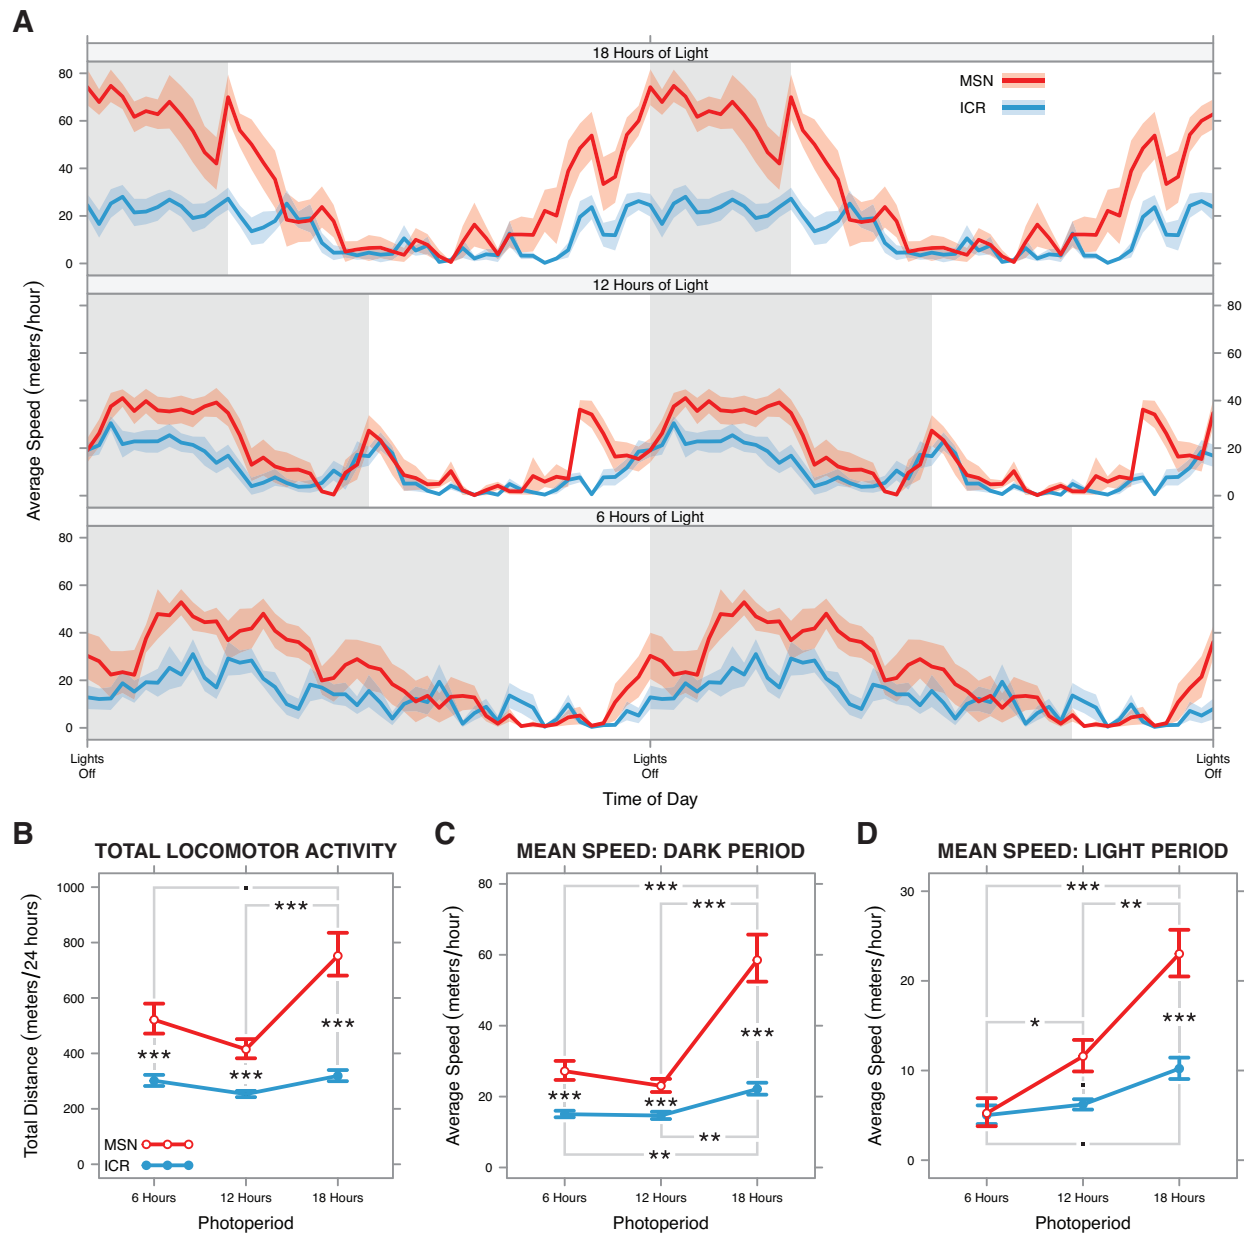 A
18 Hours of Light
80
60
40
20
0
MSN
ICR
12 Hours of Light
80
60
40
20
0
6 Hours of Light
80
60
40
20
0
Average Speed (meters/hour)
Lights
Off
Lights
Off
Lights
Off
Time of Day
B
TOTAL LOCOMOTOR ACTIVITY
1000
800
600
400
200
0
Total Distance (meters/24 hours)
***
***
***
***
MSN
ICR
6 Hours
12 Hours
18 Hours
Photoperiod
C
MEAN SPEED: DARK PERIOD
80
60
40
20
0
Average Speed (meters/hour)
***
***
***
***
***
**
**
6 Hours
12 Hours
18 Hours
Photoperiod
D
MEAN SPEED: LIGHT PERIOD
30
20
10
0
Average Speed (meters/hour)
***
**
*
***
6 Hours
12 Hours
18 Hours
Photoperiod